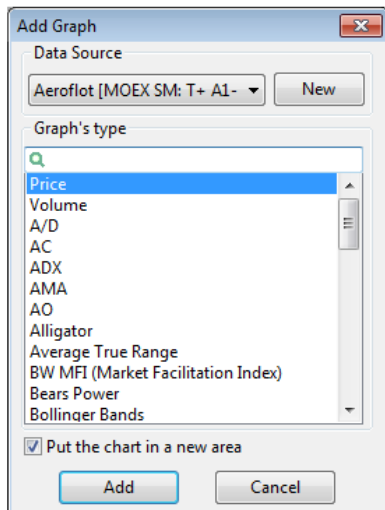 Add Graph
Data Source
Aeroflot [MOEX SM: T+ A1-
New
Graph's type
Price
Volume
A/D
AC
ADX
AMA
AO
Alligator
Average True Range
BW MFI (Market Facilitation Index)
Bears Power
Bollinger Bands
Put the chart in a new area
Add
Cancel